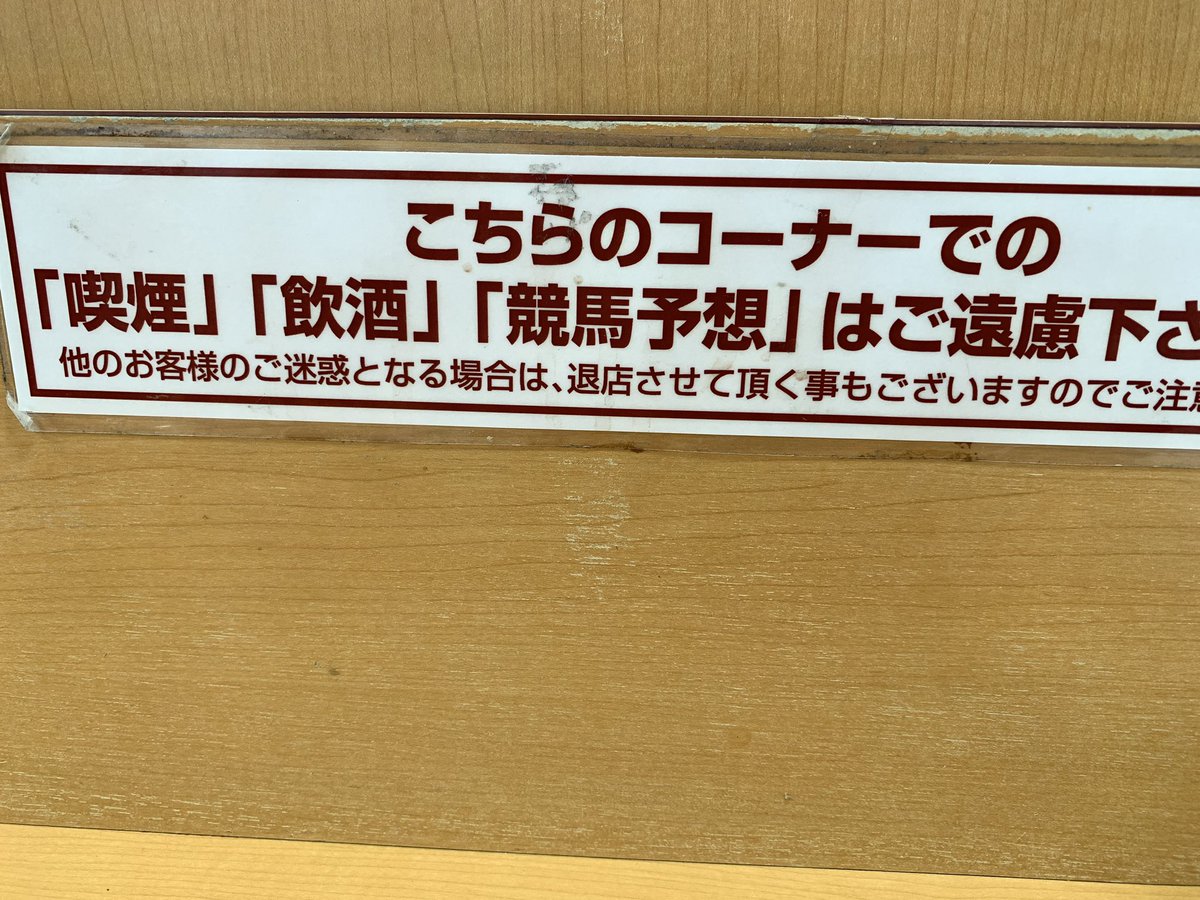 こちらのコーナーでの
「喫煙」「飲酒」「競馬予想」はご遠慮下さ
他のお客様のご迷惑となる場合は、退店させて頂く事もございますのでご注意